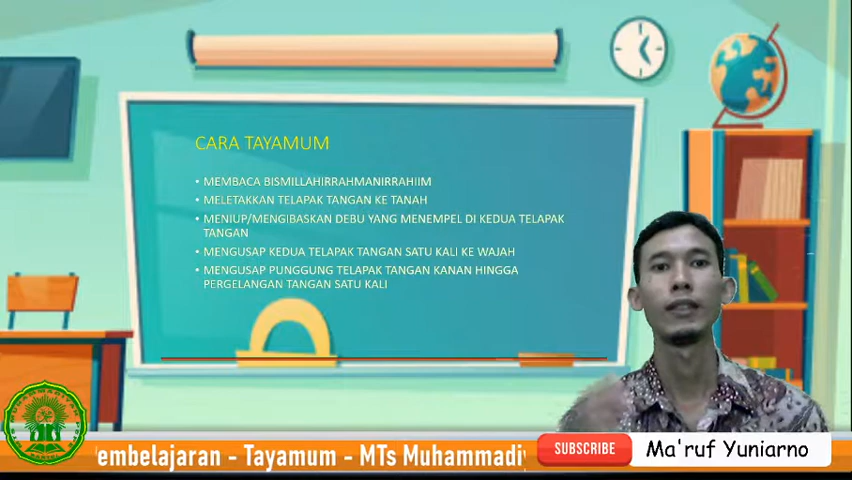 CARA TAYAMUM
• MEMBACA BISMILLAHIRRAHMANIRRAHIIM
• MELETAKKAN TELAPAK TANGAN KE TANAH
• MENIUP/MENGIBASKAN DEBU YANG MENEMPEL DI KEDUA TELAPAK
TANGAN
• MENGUSAP KEDUA TELAPAK TANGAN SATU KALI KE WAJAH
• MENGUSAP PUNGGUNG TELAPAK TANGAN KANAN HINGGA
PERGELANGAN TANGAN SATU KALI
embelajaran - Tayamum - MTs Muhammadiy
SUBSCRIBE
Ma'ruf Yuniarno